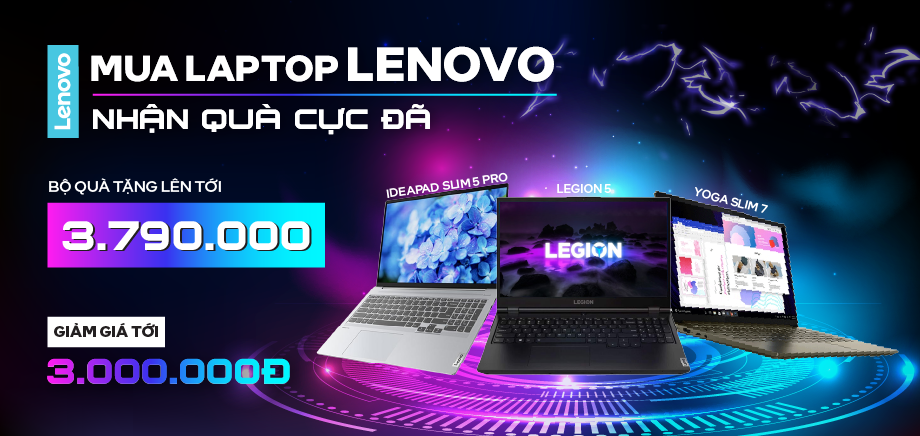 Lenovo
MUA LAPTOP LENOVO
NHẬN QUÀ CỰC ĐÃ
BỘ QUÀ TẶNG LÊN TỚI
3.790.000
GIẢM GIÁ TỚI
3.000.000Đ
IDEAPAD SLIM 5 PRO
LEGION 5
YOGA SLIM 7
LEGION
LEGION